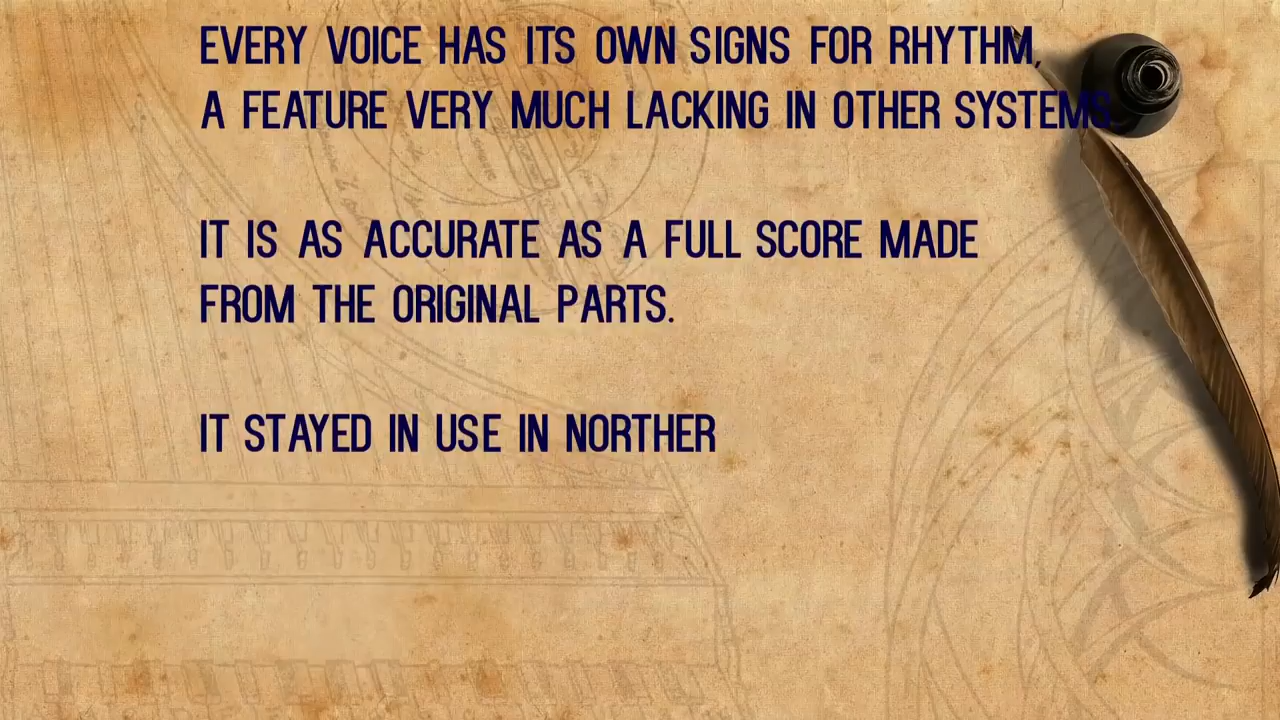 EVERY VOICE HAS ITS OWN SIGNS FOR RHYTHM,
A FEATURE VERY MUCH LACKING IN OTHER SYSTEMS.
IT IS AS ACCURATE AS A FULL SCORE MADE
FROM THE ORIGINAL PARTS.
IT STAYED IN USE IN NORTHER